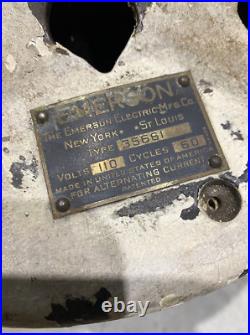 EMERSON
THE EMERSON ELECTRIC MFG. CO.
NEW YORK * * ST LOUIS
TYPE 35681
VOLTS 110 CYCLES 60
MADE IN UNITED STATES OF AMERICA
FOR ALTERNATING CURRENT
PATENTED